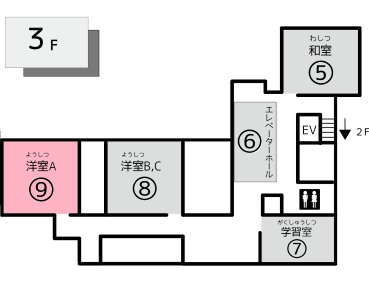 3 F
わしつ
和室
⑤
エレベーターホール
⑥
EV
2F
ようしつ
洋室A
⑨
ようしつ
洋室B,C
⑧
がくしゅうしつ
学習室
⑦